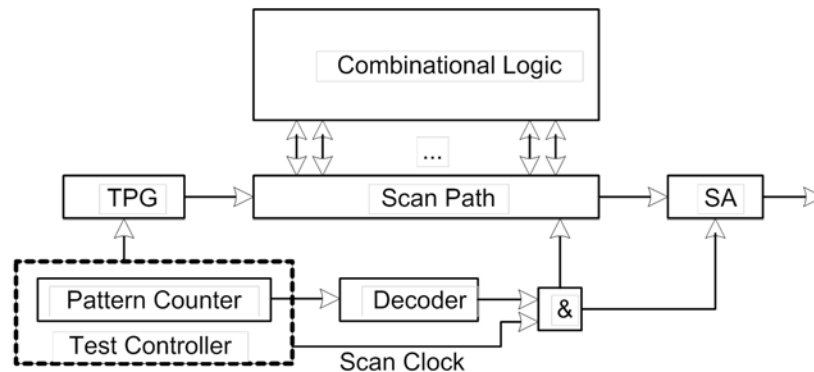 Combinational Logic
...
TPG
Scan Path
SA
Pattern Counter
Decoder
&
Test Controller
Scan Clock